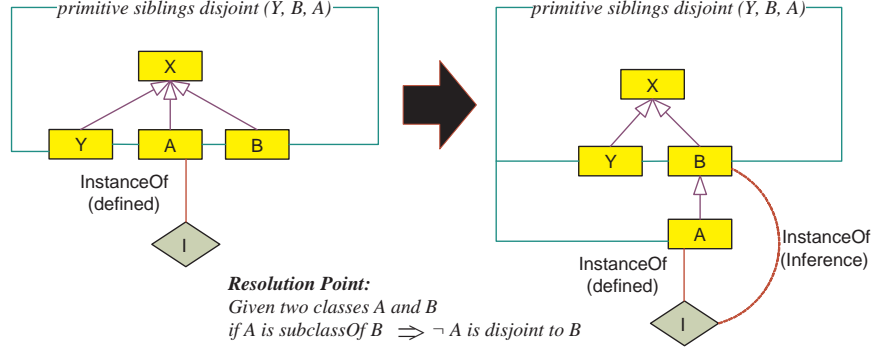 primitive siblings disjoint (Y, B, A)
X
Y
A
B
InstanceOf
(defined)
I
primitive siblings disjoint (Y, B, A)
X
Y
B
A
InstanceOf
(defined)
InstanceOf
(Inference)
I
Resolution Point:
Given two classes A and B
if A is subclassOf B ⇒ ¬ A is disjoint to B